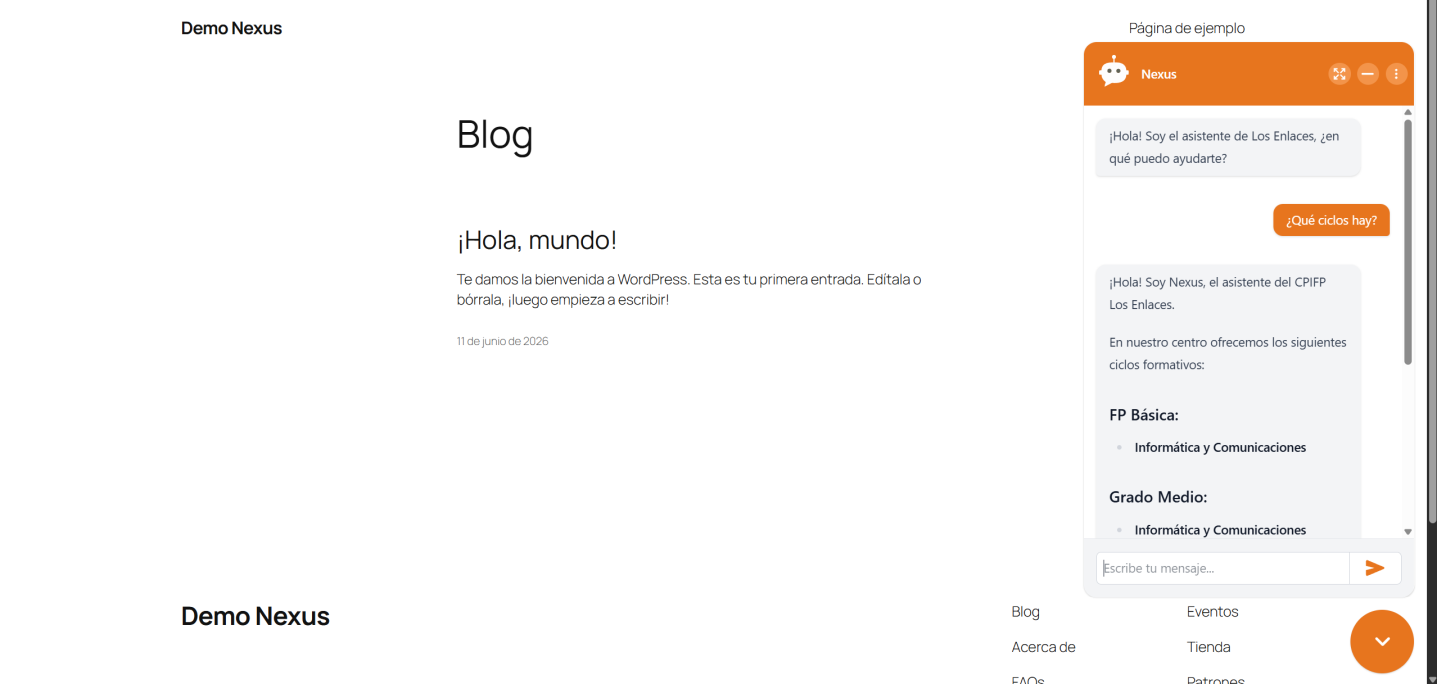 Demo Nexus
Página de ejemplo
Blog
¡Hola, mundo!
Te damos la bienvenida a WordPress. Esta es tu primera entrada. Edítala o
bórrala, ¡luego empieza a escribir!
11 de junio de 2026
Nexus
¡Hola! Soy el asistente de Los Enlaces, ¿en
qué puedo ayudarte?
¿Qué ciclos hay?
¡Hola! Soy Nexus, el asistente del CPIFP
Los Enlaces.
En nuestro centro ofrecemos los siguientes
ciclos formativos:
FP Básica:
Informática y Comunicaciones
Grado Medio:
Informática y Comunicaciones
Escribe tu mensaje...
Demo Nexus
Blog
Eventos
Acerca de
Tienda
FAQs
Patrones